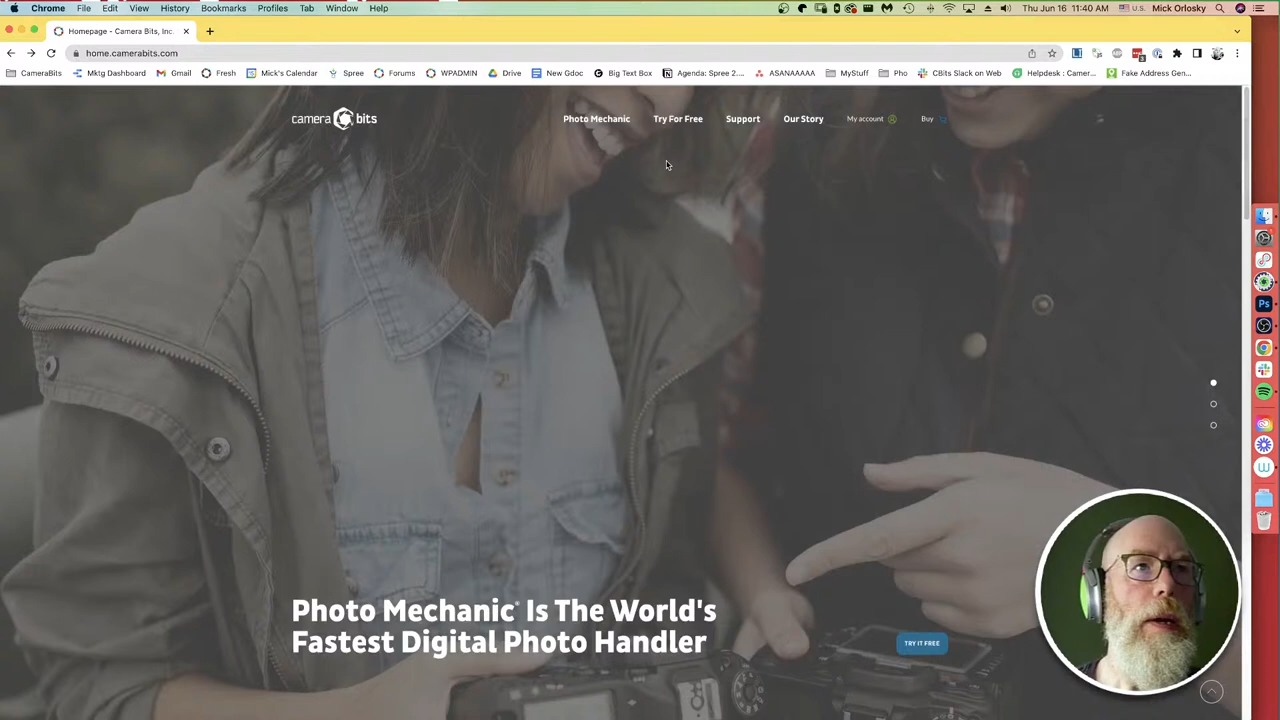 Chrome File Edit View History Bookmarks Profiles Tab Window Help
U.S. Thu Jun 16 11:40 AM Mick Orlosky
Homepage - Camera Bits, Inc.
home.camerabits.com
CameraBits Mktg Dashboard Gmail Fresh Mick's Calendar Spree Forums WPADMIN Drive New Gdoc Big Text Box Agenda: Spree 2... ASANAAAAA MyStuff Pho CBits Slack on Web Helpdesk : Camer... Fake Address Gen...
camera bits
Photo Mechanic Try For Free Support Our Story My account Buy
Photo Mechanic® Is The World's
Fastest Digital Photo Handler
TRY IT FREE
Ps